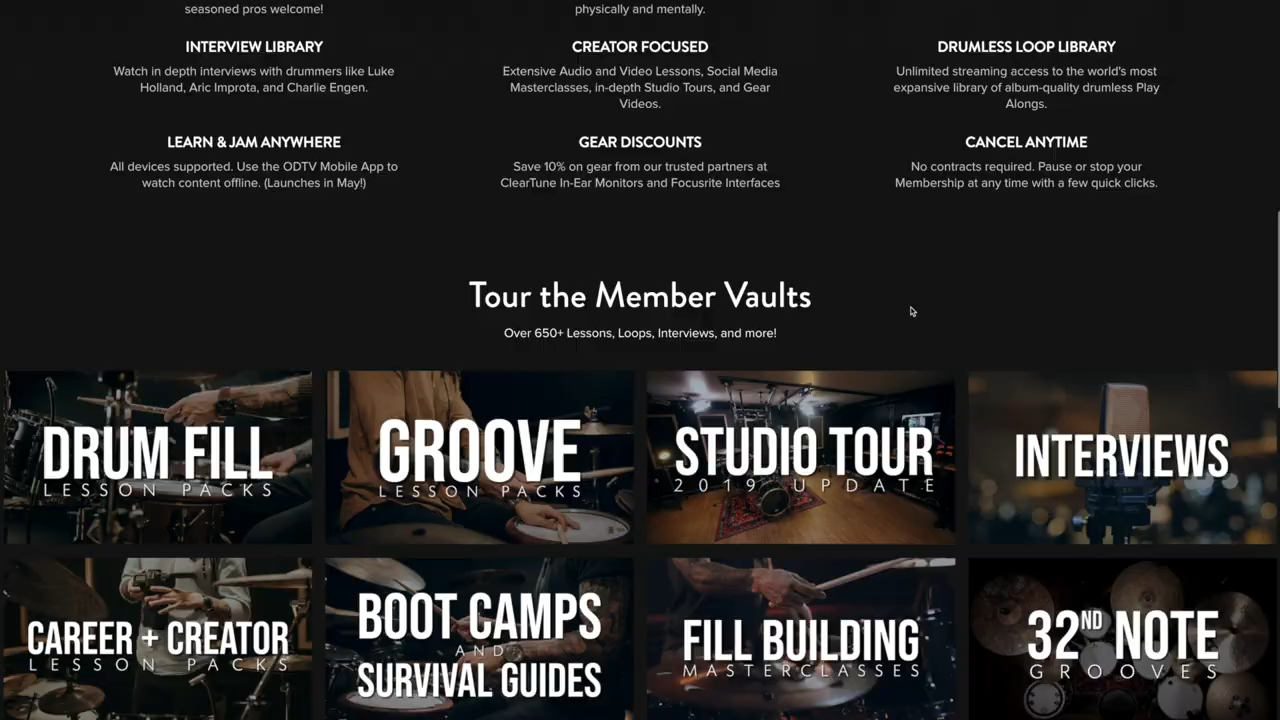 seasoned pros welcome!
physically and mentally.
INTERVIEW LIBRARY
Watch in depth interviews with drummers like Luke
Holland, Aric Improta, and Charlie Engen.
CREATOR FOCUSED
Extensive Audio and Video Lessons, Social Media
Masterclasses, in-depth Studio Tours, and Gear
Videos.
DRUMLESS LOOP LIBRARY
Unlimited streaming access to the world's most
expansive library of album-quality drumless Play
Alongs.
LEARN & JAM ANYWHERE
All devices supported. Use the ODTV Mobile App to
watch content offline. (Launches in May!)
GEAR DISCOUNTS
Save 10% on gear from our trusted partners at
ClearTune In-Ear Monitors and Focusrite Interfaces
CANCEL ANYTIME
No contracts required. Pause or stop your
Membership at any time with a few quick clicks.
Tour the Member Vaults
Over 650+ Lessons, Loops, Interviews, and more!
DRUM FILL
LESSON PACKS
GROOVE
LESSON PACKS
STUDIO TOUR
2019 UPDATE
INTERVIEWS
CAREER + CREATOR
LESSON PACKS
BOOT CAMPS
AND
SURVIVAL GUIDES
FILL BUILDING
MASTERCLASSES
32ND NOTE
GROOVES